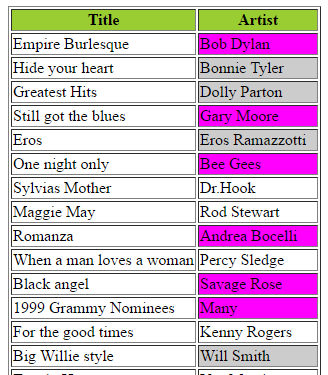 Title Artist
Empire Burlesque Bob Dylan
Hide your heart Bonnie Tyler
Greatest Hits Dolly Parton
Still got the blues Gary Moore
Eros Eros Ramazzotti
One night only Bee Gees
Sylvias Mother Dr.Hook
Maggie May Rod Stewart
Romanza Andrea Bocelli
When a man loves a woman Percy Sledge
Black angel Savage Rose
1999 Grammy Nominees Many
For the good times Kenny Rogers
Big Willie style Will Smith